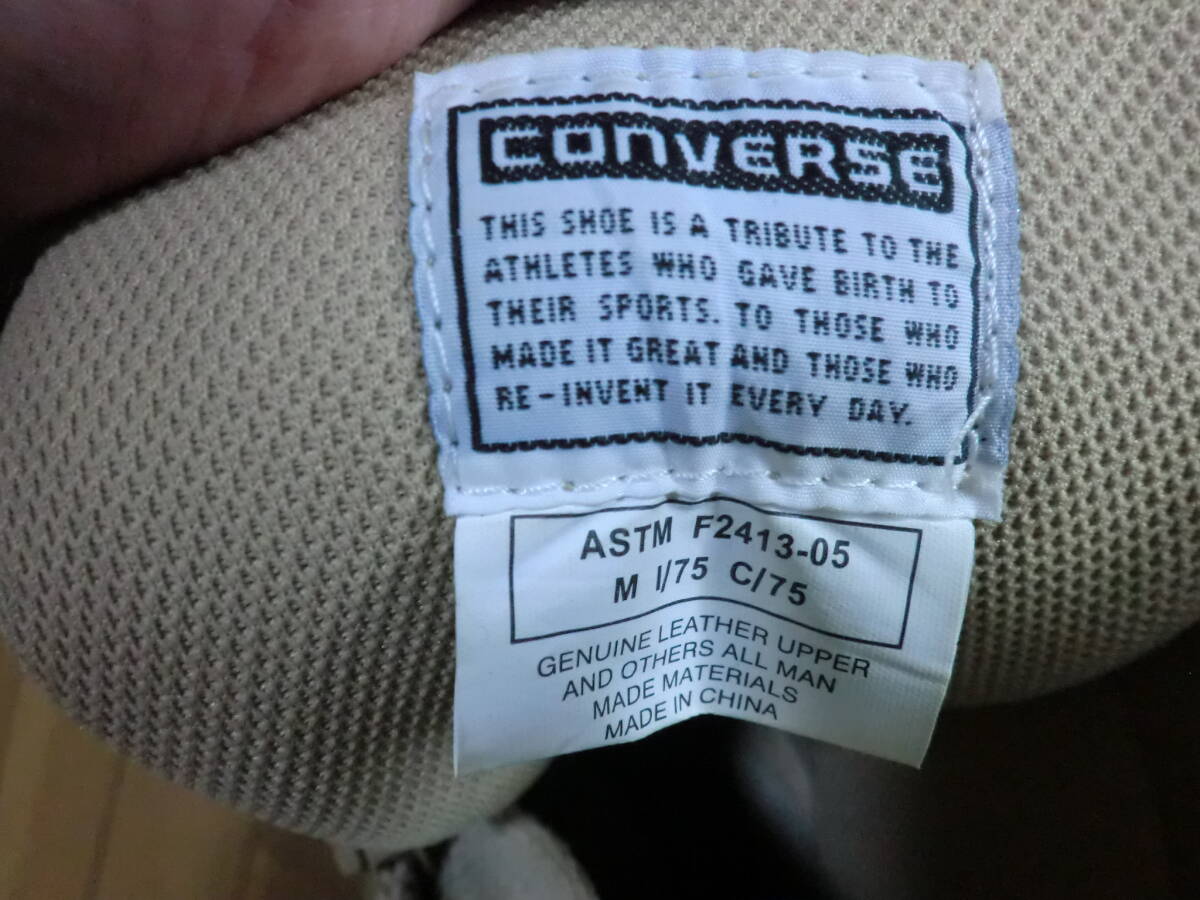 CONVERSE
THIS SHOE IS A TRIBUTE TO THE
ATHLETES WHO GAVE BIRTH TO
THEIR SPORTS. TO THOSE WHO
MADE IT GREAT AND THOSE WHO
RE-INVENT IT EVERY DAY.
ASTM F2413-05
M I/75 C/75
GENUINE LEATHER UPPER
AND OTHERS ALL MAN
MADE MATERIALS
MADE IN CHINA